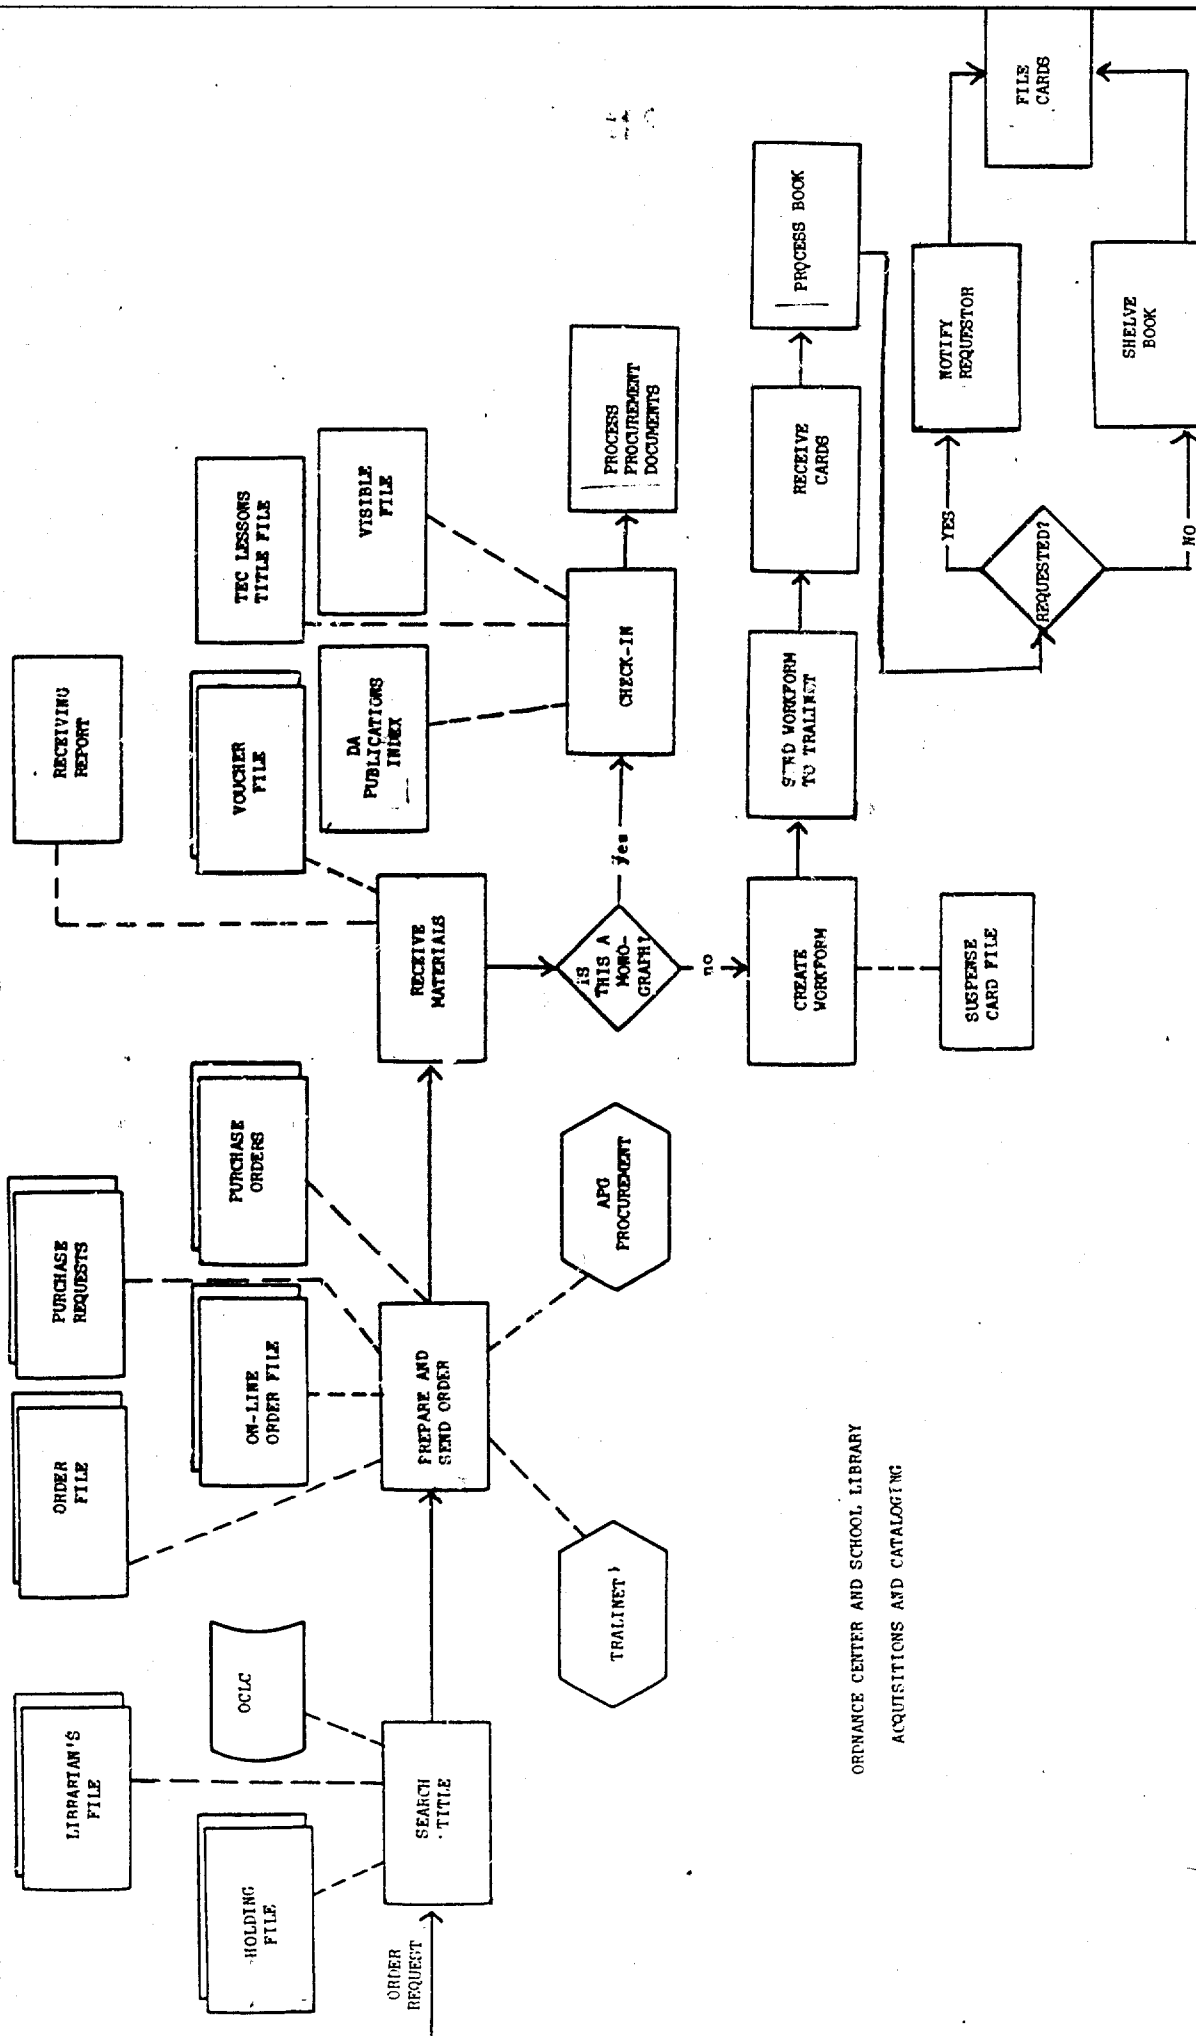 ORDER
REQUEST
HOLDING
FILE
LIBRARIAN'S
FILE
OCLC
SEARCH
TITLE
ORDER
FILE
PURCHASE
REQUESTS
ON-LINE
ORDER FILE
PURCHASE
ORDERS
PREPARE AND
SEND ORDER
TRALINET
APG
PROCUREMENT
RECEIVING
REPORT
VOUCHER
FILE
RECEIVE
MATERIALS
IS
THIS A
MONO-
GRAPH?
yes
no
TEC LESSONS
TITLE FILE
DA
PUBLICATIONS
INDEX
VISIBLE
FILE
CHECK-IN
PROCESS
PROCUREMENT
DOCUMENTS
CREATE
WORKFORM
SUSPENSE
CARD FILE
SEND WORKFORM
TO TRALINET
RECEIVE
CARDS
PROCESS BOOK
REQUESTED?
YES
NO
NOTIFY
REQUESTOR
SHELVE
BOOK
FILE
CARDS
ORDNANCE CENTER AND SCHOOL LIBRARY
ACQUISITIONS AND CATALOGING